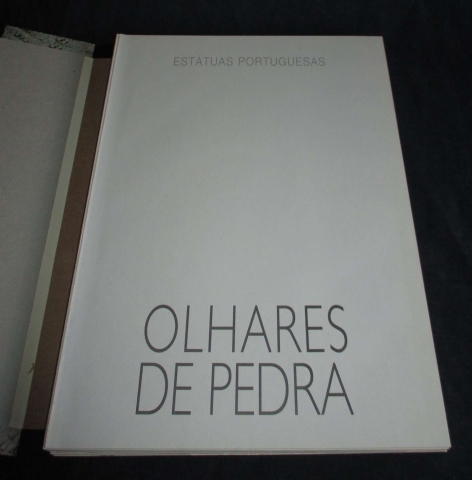 ESTÁTUAS PORTUGUESAS
OLHARES
DE PEDRA